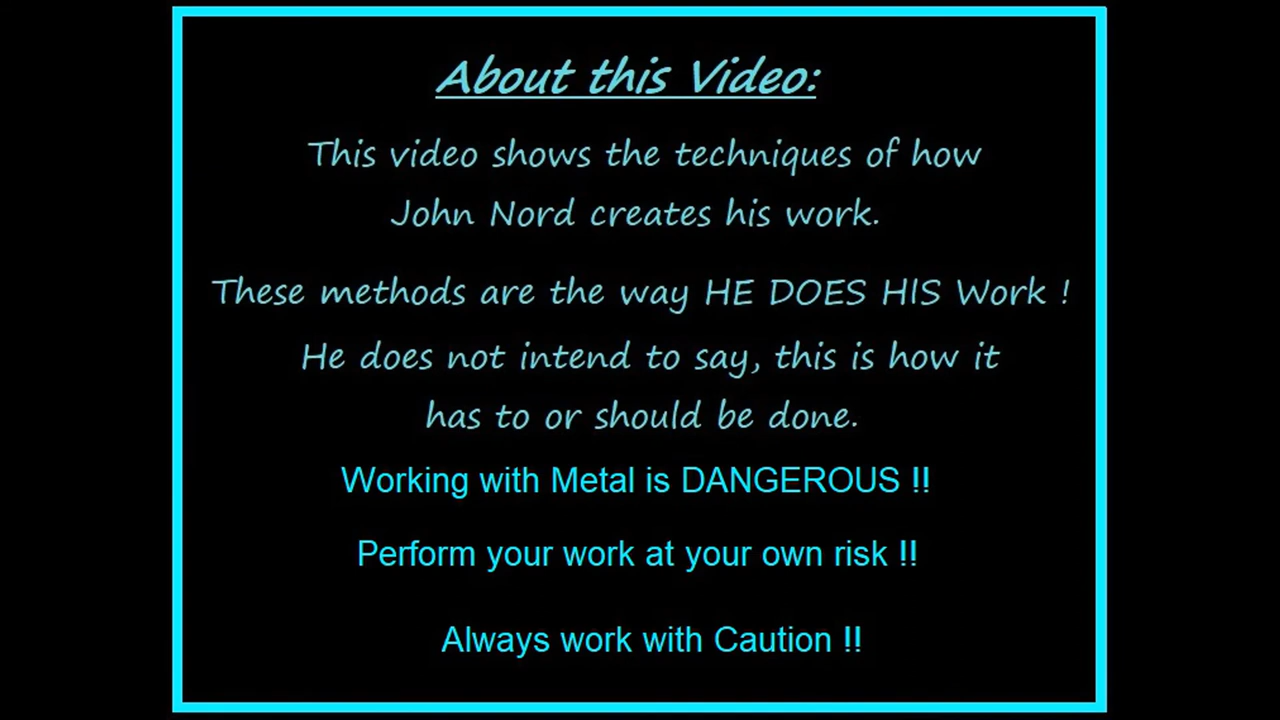 About this Video:
This video shows the techniques of how
John Nord creates his work.
These methods are the way HE DOES HIS Work !
He does not intend to say, this is how it
has to or should be done.
Working with Metal is DANGEROUS !!
Perform your work at your own risk !!
Always work with Caution !!